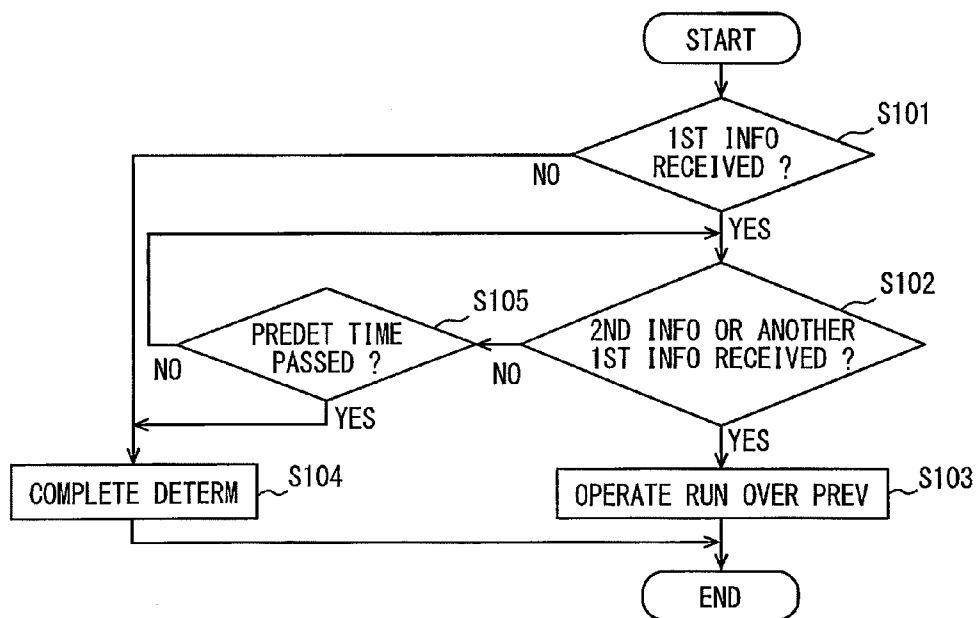 START
S101
1ST INFO
RECEIVED ?
NO
YES
S102
S105
2ND INFO OR ANOTHER
1ST INFO RECEIVED ?
PREDET TIME
PASSED ?
NO
NO
YES
YES
COMPLETE DETERM
S104
OPERATE RUN OVER PREV
S103
END